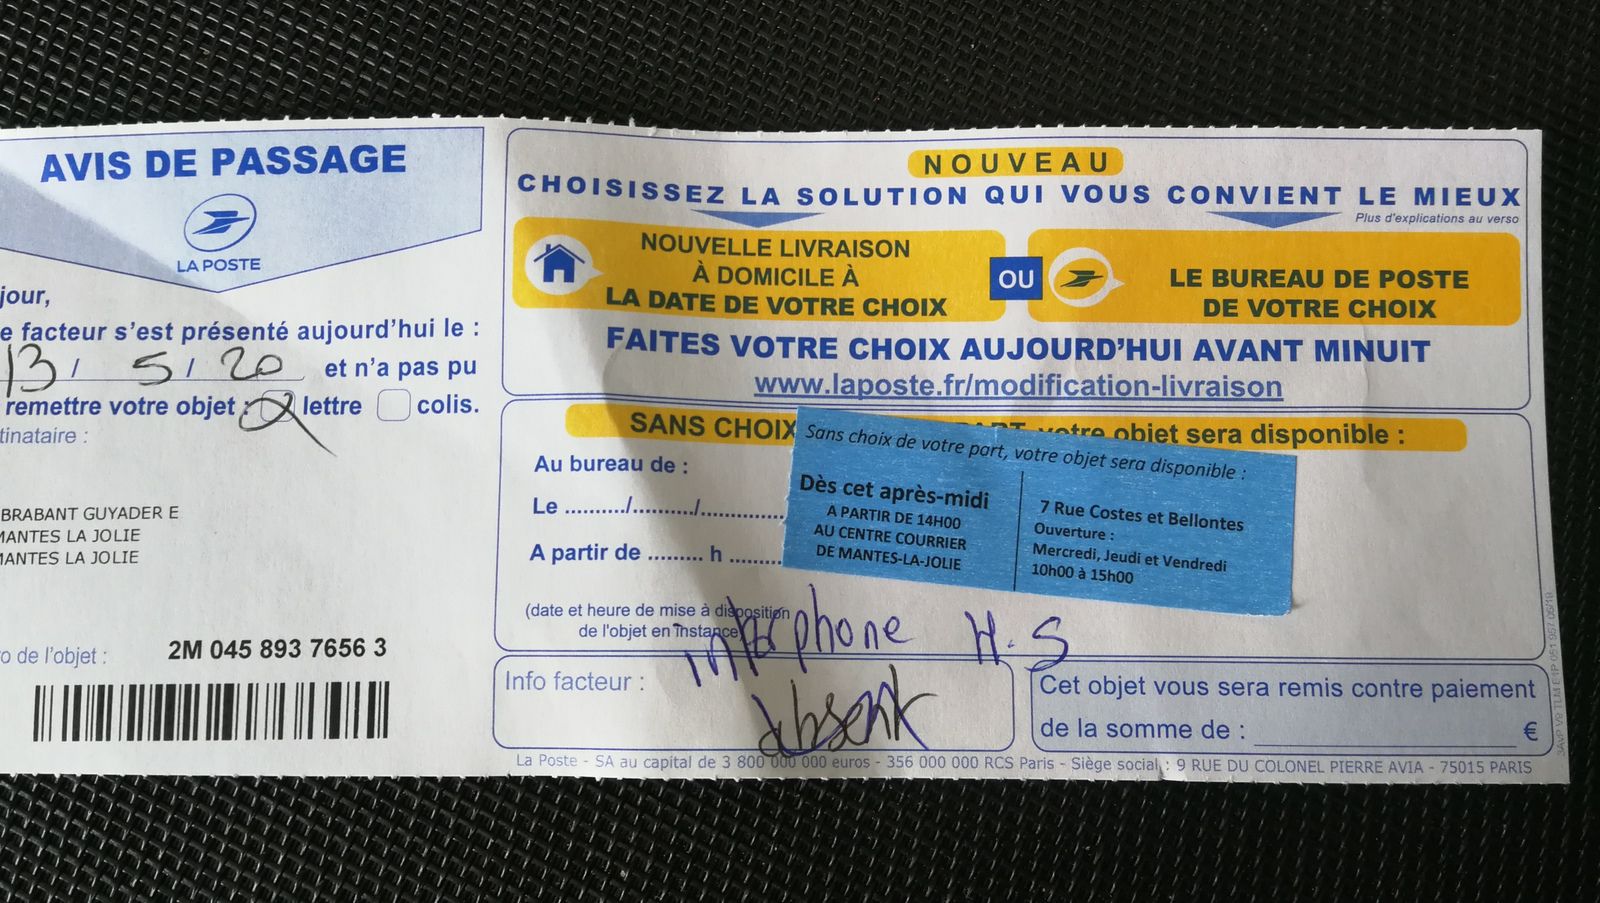 AVIS DE PASSAGE
LA POSTE
jour,
e facteur s'est présenté aujourd'hui le :
13 / 5 / 20 et n'a pas pu
remettre votre objet : lettre colis.
tinataire :
BRABANT GUYADER E
MANTES LA JOLIE
MANTES LA JOLIE
o de l'objet : 2M 045 893 7656 3
NOUVEAU
CHOISISSEZ LA SOLUTION QUI VOUS CONVIENT LE MIEUX
Plus d'explications au verso
NOUVELLE LIVRAISON
À DOMICILE À
LA DATE DE VOTRE CHOIX
OU
LE BUREAU DE POSTE
DE VOTRE CHOIX
FAITES VOTRE CHOIX AUJOURD'HUI AVANT MINUIT
www.laposte.fr/modification-livraison
SANS CHOIX votre objet sera disponible :
Au bureau de :
Le ........../........../..............
A partir de ......... h .........
(date et heure de mise à disposition
de l'objet en instance)
Sans choix de votre part, votre objet sera disponible :
Dès cet après-midi
A PARTIR DE 14H00
AU CENTRE COURRIER
DE MANTES-LA-JOLIE
7 Rue Costes et Bellontes
Ouverture :
Mercredi, Jeudi et Vendredi
10h00 à 15h00
interphone H.S
Info facteur :
absent
Cet objet vous sera remis contre paiement
de la somme de : €
La Poste - SA au capital de 3 800 000 000 euros - 356 000 000 RCS Paris - Siège social : 9 RUE DU COLONEL PIERRE AVIA - 75015 PARIS